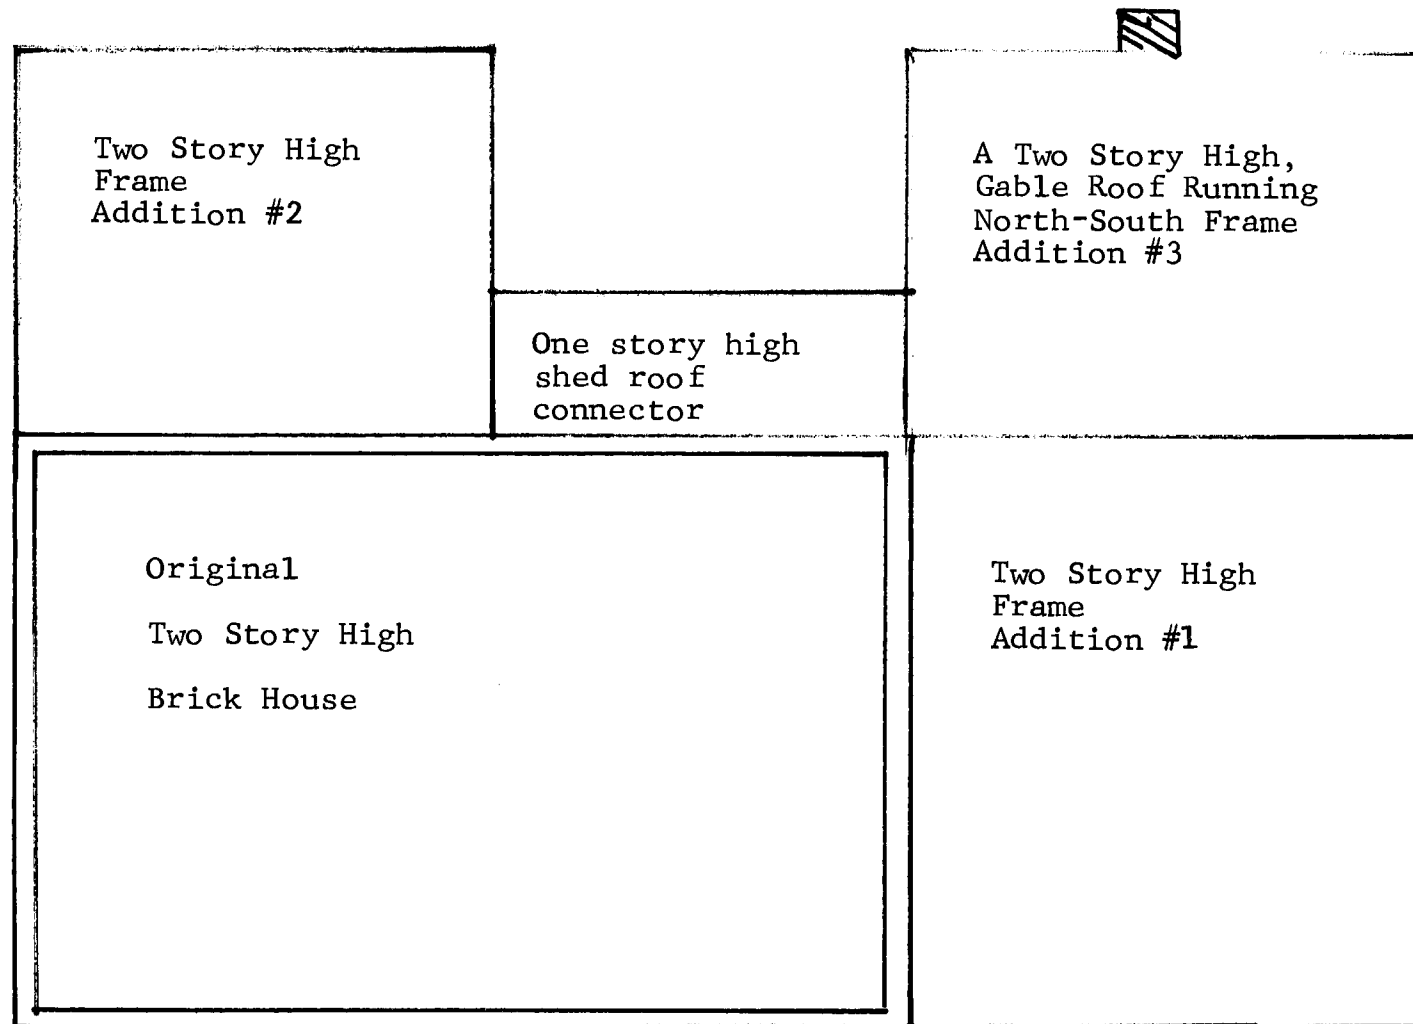 Two Story High
Frame
Addition #2
A Two Story High,
Gable Roof Running
North-South Frame
Addition #3
One story high
shed roof
connector
Original
Two Story High
Brick House
Two Story High
Frame
Addition #1